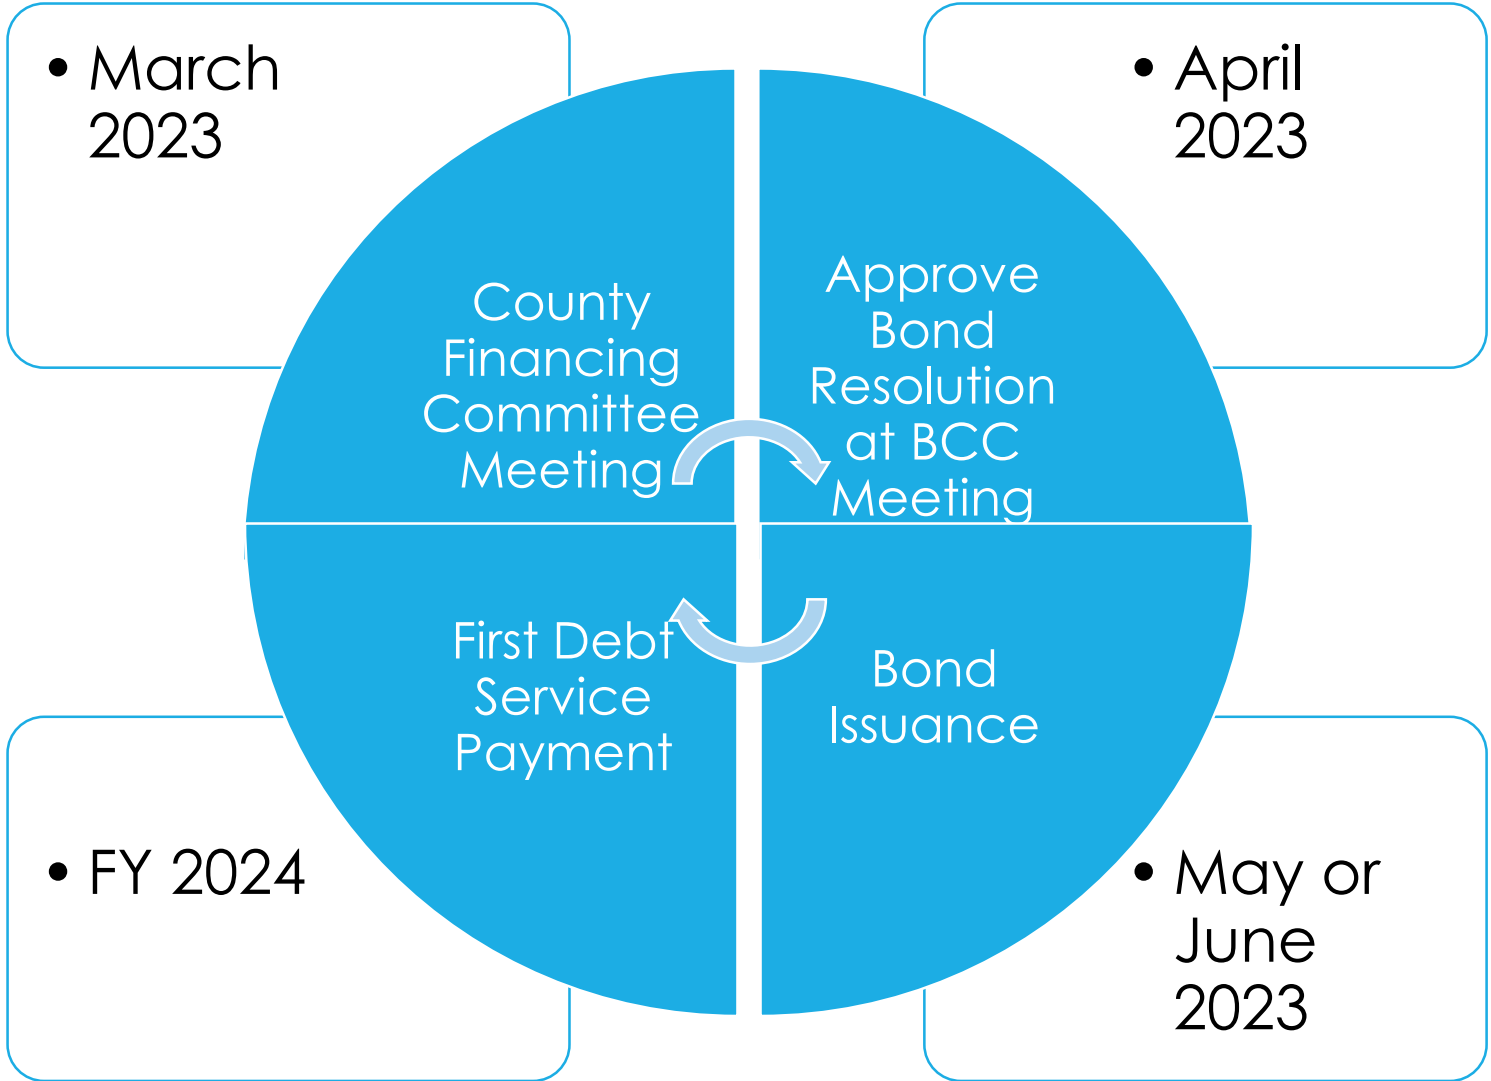 • March
2023
County
Financing
Committee
Meeting
• April
2023
Approve
Bond
Resolution
at BCC
Meeting
• May or
June
2023
Bond
Issuance
• FY 2024
First Debt
Service
Payment